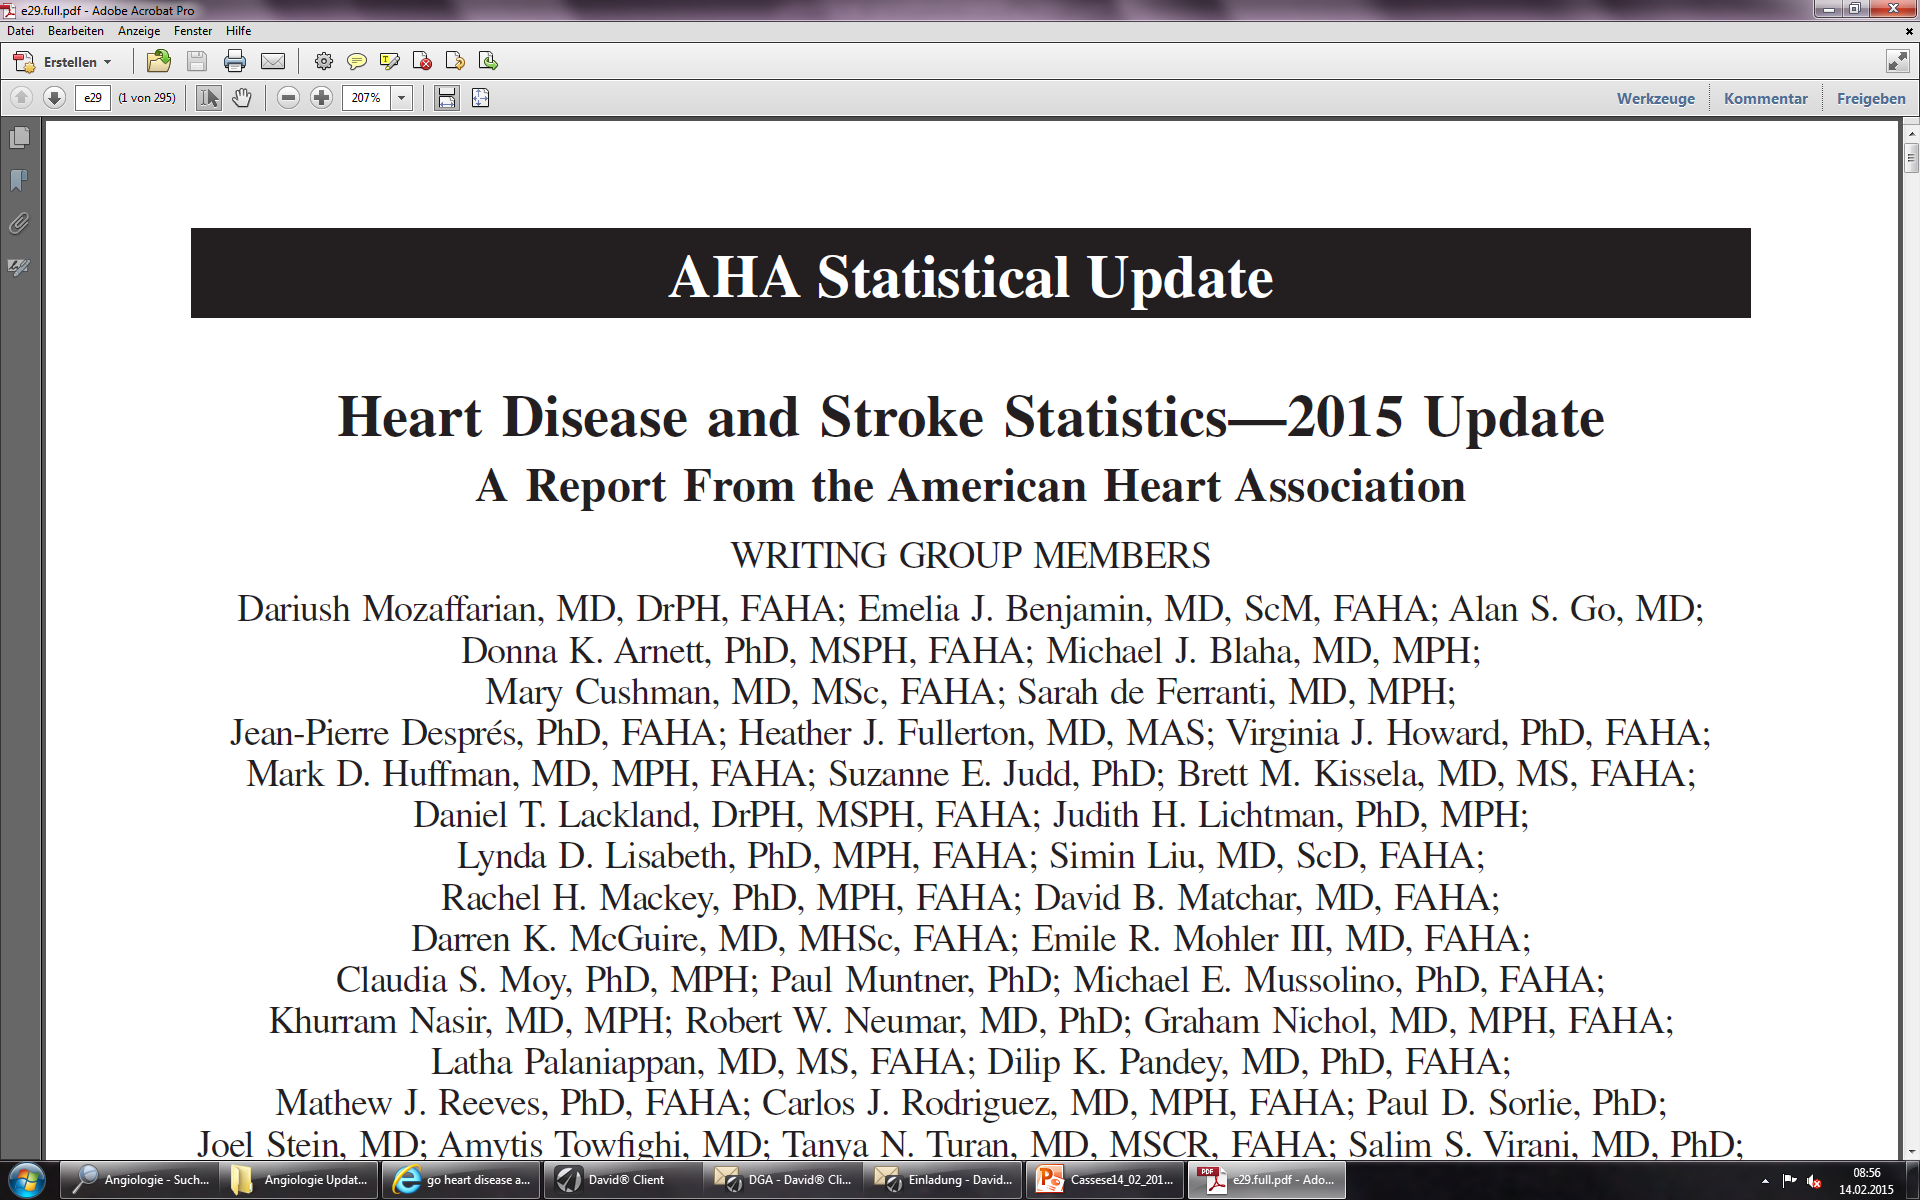 e29.full.pdf - Adobe Acrobat Pro
Datei Bearbeiten Anzeige Fenster Hilfe
Erstellen
e29 (1 von 295) 207% Werkzeuge Kommentar Freigeben
AHA Statistical Update
Heart Disease and Stroke Statistics—2015 Update
A Report From the American Heart Association
WRITING GROUP MEMBERS
Dariush Mozaffarian, MD, DrPH, FAHA; Emelia J. Benjamin, MD, ScM, FAHA; Alan S. Go, MD;
Donna K. Arnett, PhD, MSPH, FAHA; Michael J. Blaha, MD, MPH;
Mary Cushman, MD, MSc, FAHA; Sarah de Ferranti, MD, MPH;
Jean-Pierre Després, PhD, FAHA; Heather J. Fullerton, MD, MAS; Virginia J. Howard, PhD, FAHA;
Mark D. Huffman, MD, MPH, FAHA; Suzanne E. Judd, PhD; Brett M. Kissela, MD, MS, FAHA;
Daniel T. Lackland, DrPH, MSPH, FAHA; Judith H. Lichtman, PhD, MPH;
Lynda D. Lisabeth, PhD, MPH, FAHA; Simin Liu, MD, ScD, FAHA;
Rachel H. Mackey, PhD, MPH, FAHA; David B. Matchar, MD, FAHA;
Darren K. McGuire, MD, MHSc, FAHA; Emile R. Mohler III, MD, FAHA;
Claudia S. Moy, PhD, MPH; Paul Muntner, PhD; Michael E. Mussolino, PhD, FAHA;
Khurram Nasir, MD, MPH; Robert W. Neumar, MD, PhD; Graham Nichol, MD, MPH, FAHA;
Latha Palaniappan, MD, MS, FAHA; Dilip K. Pandey, MD, PhD, FAHA;
Mathew J. Reeves, PhD, FAHA; Carlos J. Rodriguez, MD, MPH, FAHA; Paul D. Sorlie, PhD;
Joel Stein, MD; Amytis Towfighi, MD; Tanya N. Turan, MD, MSCR, FAHA; Salim S. Virani, MD, PhD;
Angiologie - Such... Angiologie Updat... go heart disease a... David® Client DGA - David® Cli... Einladung - David... Cassese14_02_201... e29.full.pdf - Ado...
08:56
14.02.2015